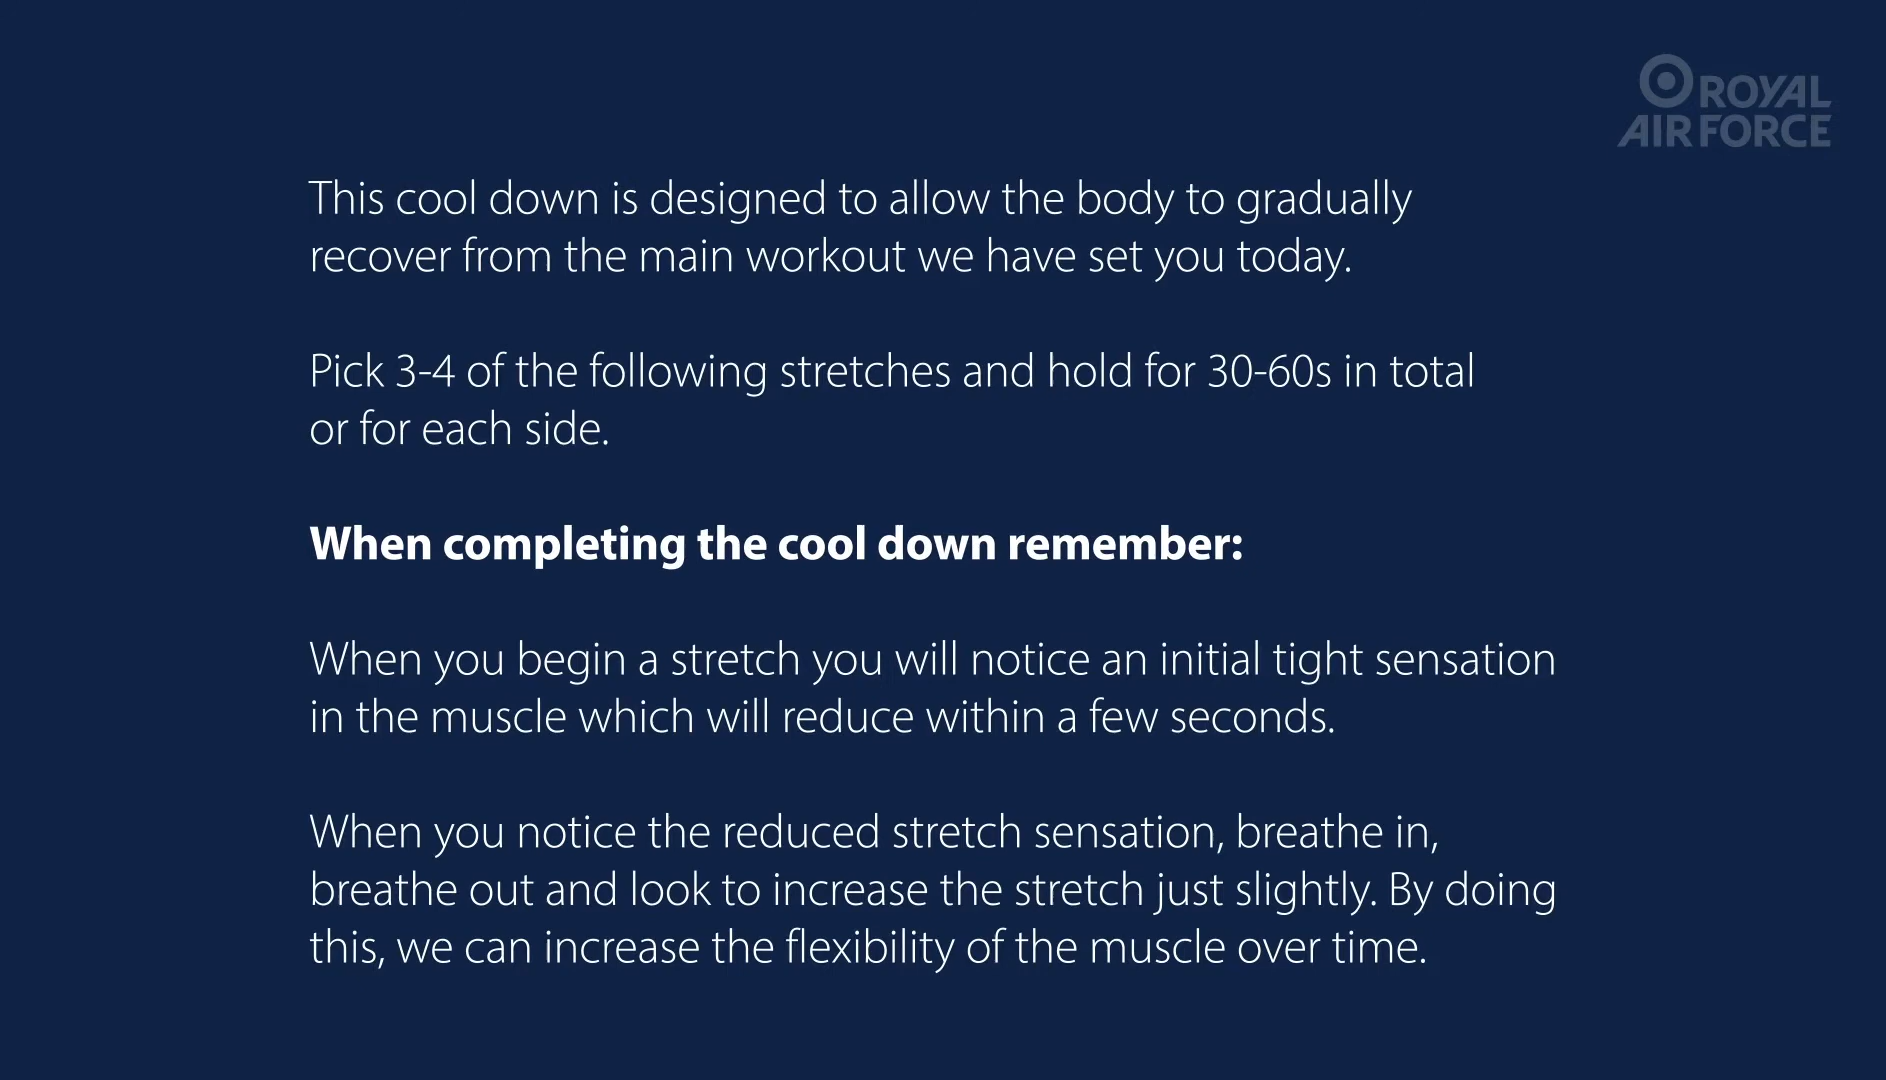 ROYAL
AIR FORCE
This cool down is designed to allow the body to gradually
recover from the main workout we have set you today.
Pick 3-4 of the following stretches and hold for 30-60s in total
or for each side.
When completing the cool down remember:
When you begin a stretch you will notice an initial tight sensation
in the muscle which will reduce within a few seconds.
When you notice the reduced stretch sensation, breathe in,
breathe out and look to increase the stretch just slightly. By doing
this, we can increase the flexibility of the muscle over time.